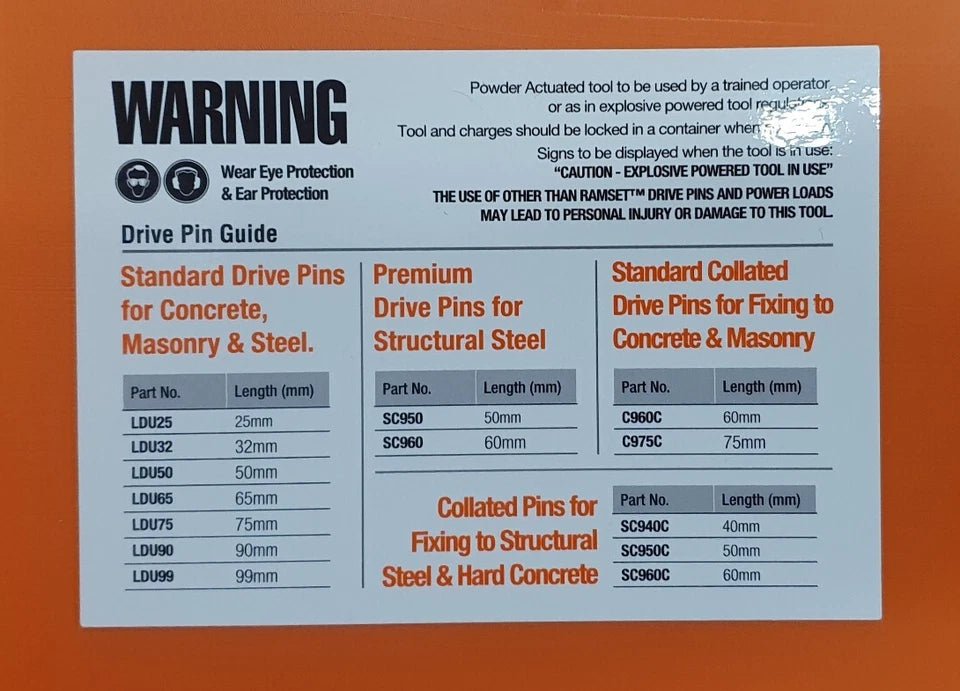 WARNING
Wear Eye Protection
& Ear Protection
Powder Actuated tool to be used by a trained operator
or as in explosive powered tool
Tool and charges should be locked in a container when
Signs to be displayed when the tool is in use:
“CAUTION - EXPLOSIVE POWERED TOOL IN USE”
THE USE OF OTHER THAN RAMSET™ DRIVE PINS AND POWER LOADS
MAY LEAD TO PERSONAL INJURY OR DAMAGE TO THIS TOOL.
Drive Pin Guide
Standard Drive Pins
for Concrete,
Masonry & Steel.
Part No. Length (mm)
LDU25 25mm
LDU32 32mm
LDU50 50mm
LDU65 65mm
LDU75 75mm
LDU90 90mm
LDU99 99mm
Premium
Drive Pins for
Structural Steel
Part No. Length (mm)
SC950 50mm
SC960 60mm
Standard Collated
Drive Pins for Fixing to
Concrete & Masonry
Part No. Length (mm)
C960C 60mm
C975C 75mm
Collated Pins for
Fixing to Structural
Steel & Hard Concrete
Part No. Length (mm)
SC940C 40mm
SC950C 50mm
SC960C 60mm